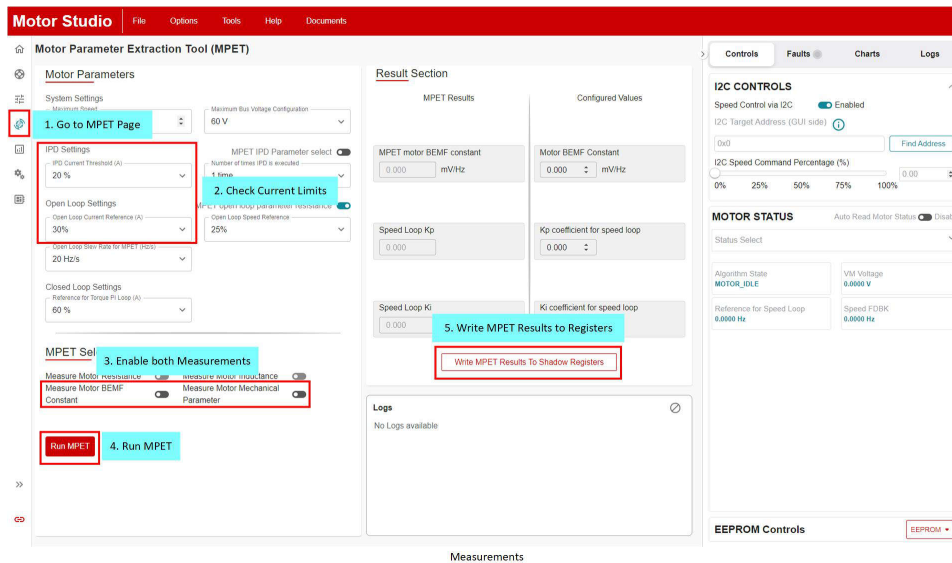 Motor Studio File Options Tools Help Documents
Motor Parameter Extraction Tool (MPET)
Controls Faults Charts Logs
Motor Parameters
Result Section
System Settings
Minimum Speed
Maximum Bus Voltage Configuration
60 V
1. Go to MPET Page
MPET Results
Configured Values
IPD Settings
MPET IPD Parameter select
IPD Current Threshold (A)
20 %
Number of times IPD is executed
1 time
2. Check Current Limits
Open Loop Settings
MPET open loop parameter resistance
Open Loop Current Reference (A)
30%
Open Loop Speed Reference
25%
Open Loop Slew Rate for MPET (Hz/s)
20 Hz/s
Closed Loop Settings
Reference for Torque PI Loop (A)
60 %
MPET Sel
3. Enable both Measurements
Measure Motor Resistance
Measure Motor Inductance
Measure Motor BEMF
Constant
Measure Motor Mechanical
Parameter
Run MPET
4. Run MPET
MPET motor BEMF constant
0.000 mV/Hz
Motor BEMF Constant
0.000 mV/Hz
Speed Loop Kp
0.000
Kp coefficient for speed loop
0.000
Speed Loop Ki
0.000
Ki coefficient for speed loop
5. Write MPET Results to Registers
Write MPET Results To Shadow Registers
Logs
No Logs available
I2C CONTROLS
Speed Control via I2C Enabled
I2C Target Address (GUI side)
0x0
Find Address
I2C Speed Command Percentage (%)
0.00
0% 25% 50% 75% 100%
MOTOR STATUS
Auto Read Motor Status Disab
Status Select
Algorithm State
MOTOR_IDLE
VM Voltage
0.0000 V
Reference for Speed Loop
0.0000 Hz
Speed FDBK
0.0000 Hz
EEPROM Controls
EEPROM
Measurements